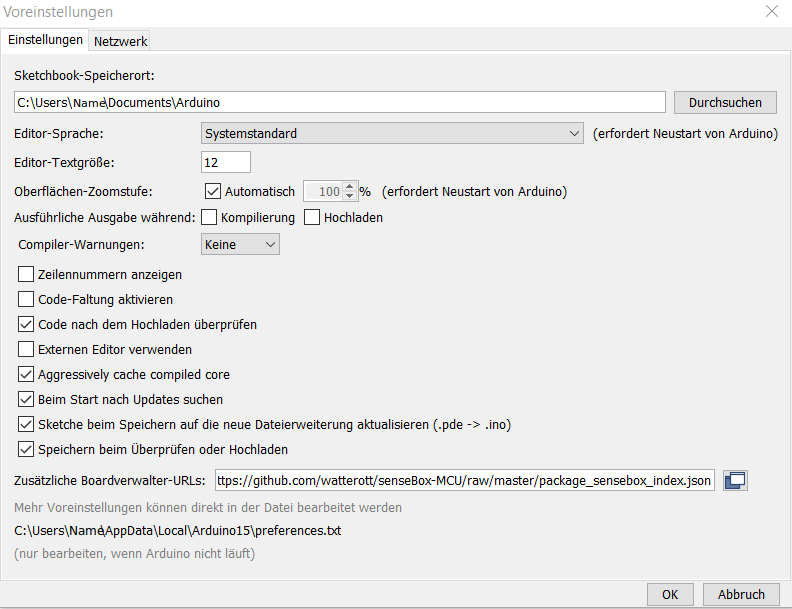 Voreinstellungen
Einstellungen Netzwerk
Sketchbook-Speicherort:
C:\Users\Name\Documents\Arduino Durchsuchen
Editor-Sprache: Systemstandard (erfordert Neustart von Arduino)
Editor-Textgröße: 12
Oberflächen-Zoomstufe: Automatisch 100 % (erfordert Neustart von Arduino)
Ausführliche Ausgabe während: Kompilierung Hochladen
Compiler-Warnungen: Keine
Zeilennummern anzeigen
Code-Faltung aktivieren
Code nach dem Hochladen überprüfen
Externen Editor verwenden
Aggressively cache compiled core
Beim Start nach Updates suchen
Sketche beim Speichern auf die neue Dateierweiterung aktualisieren (.pde -> .ino)
Speichern beim Überprüfen oder Hochladen
Zusätzliche Boardverwalter-URLs: ttps://github.com/watterott/senseBox-MCU/raw/master/package_sensebox_index.json
Mehr Voreinstellungen können direkt in der Datei bearbeitet werden
C:\Users\Name\AppData\Local\Arduino15\preferences.txt
(nur bearbeiten, wenn Arduino nicht läuft)
OK Abbruch